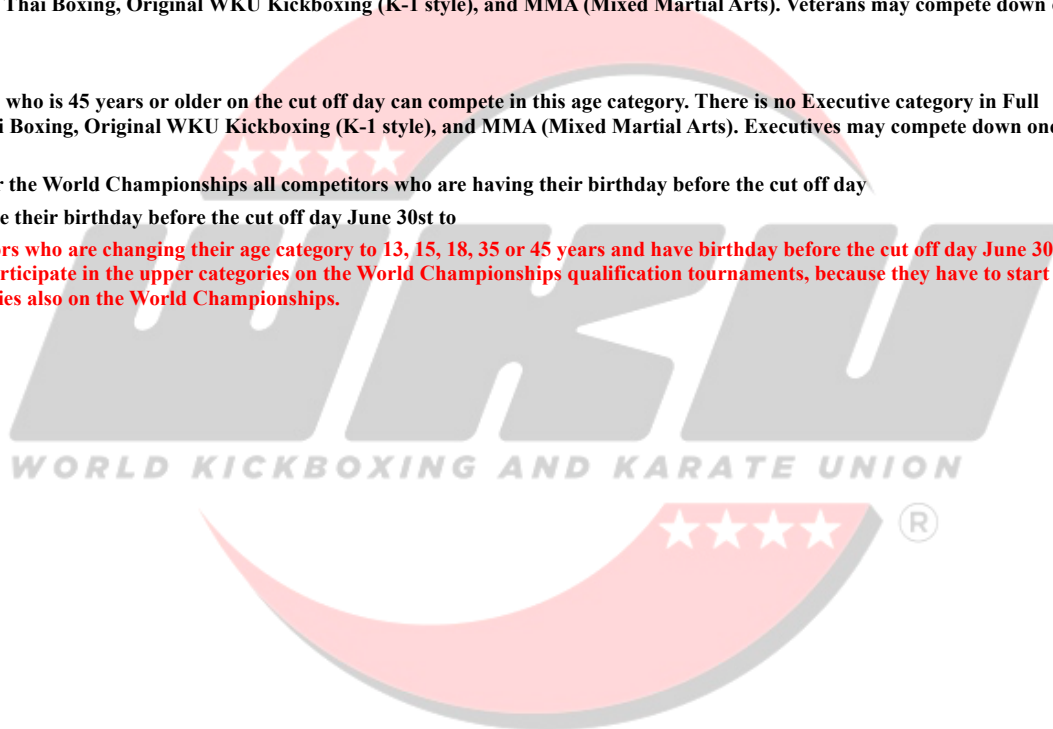 Thai Boxing, Original WKU Kickboxing (K-1 style), and MMA (Mixed Martial Arts). Veterans may compete down
who is 45 years or older on the cut off day can compete in this age category. There is no Executive category in Full
i Boxing, Original WKU Kickboxing (K-1 style), and MMA (Mixed Martial Arts). Executives may compete down one
r the World Championships all competitors who are having their birthday before the cut off day
e their birthday before the cut off day June 30st to
ors who are changing their age category to 13, 15, 18, 35 or 45 years and have birthday before the cut off day June 30
articipate in the upper categories on the World Championships qualification tournaments, because they have to start
ies also on the World Championships.
WKU
WORLD KICKBOXING AND KARATE UNION
®